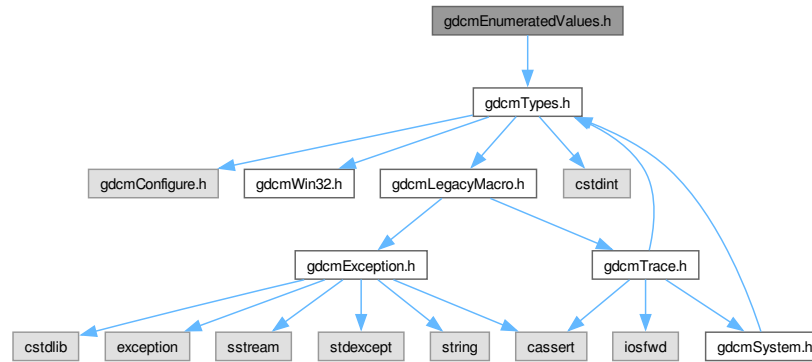 gdcmEnumeratedValues.h
gdcmTypes.h
gdcmConfigure.h
gdcmWin32.h
gdcmLegacyMacro.h
cstdint
gdcmException.h
gdcmTrace.h
cstdlib
exception
sstream
stdexcept
string
cassert
iosfwd
gdcmSystem.h